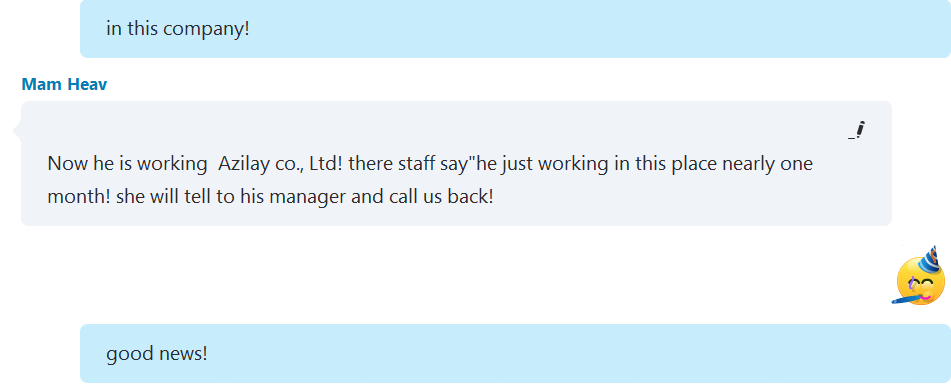 in this company!
Mam Heav
Now he is working  Azilay co., Ltd! there staff say"he just working in this place nearly one
month! she will tell to his manager and call us back!
good news!